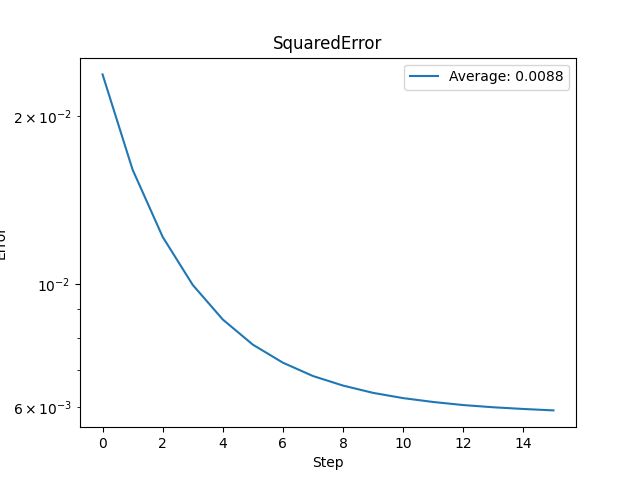 SquaredError
Average: 0.0088
2 × 10⁻²
10⁻²
6 × 10⁻³
Error
0 2 4 6 8 10 12 14
Step